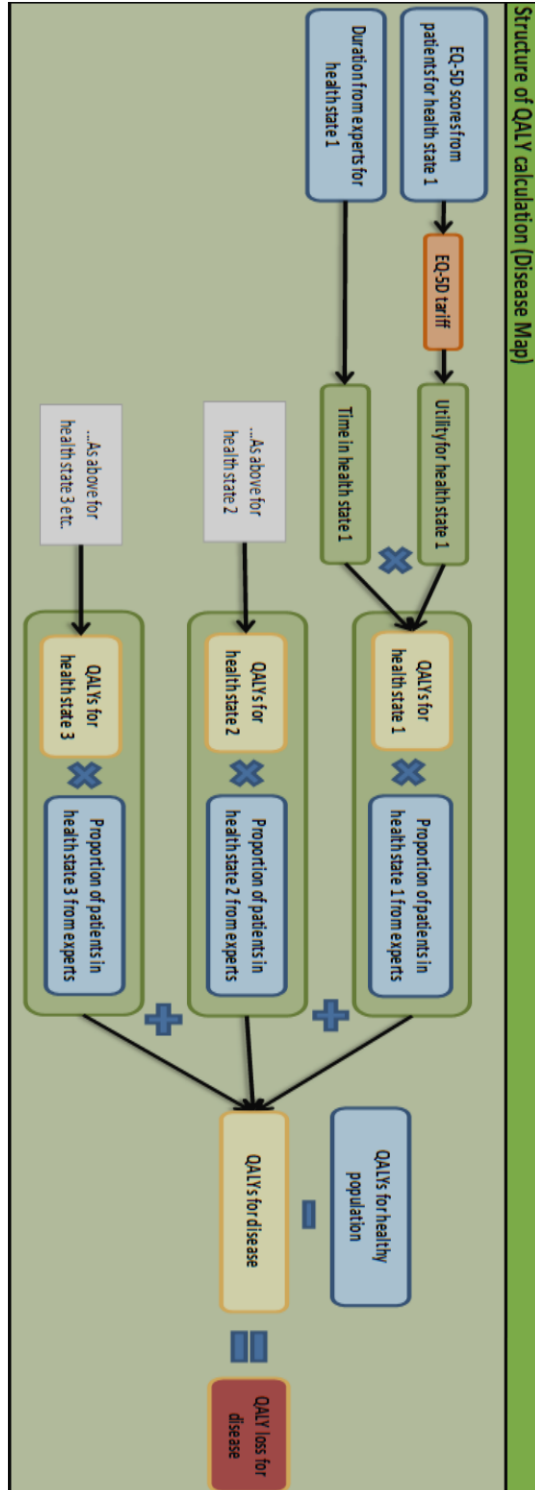 Structure of QALY calculation (Disease Map)
EQ-5D scores from
patients for health state 1
EQ-5D tariff
Utility for health state 1
Duration from experts for
health state 1
Time in health state 1
QALYs for
health state 1
Proportion of patients in
health state 1 from experts
...As above for
health state 2
QALYs for
health state 2
Proportion of patients in
health state 2 from experts
...As above for
health state 3 etc.
QALYs for
health state 3
Proportion of patients in
health state 3 from experts
QALYs for healthy
population
QALYs for disease
QALY loss for
disease